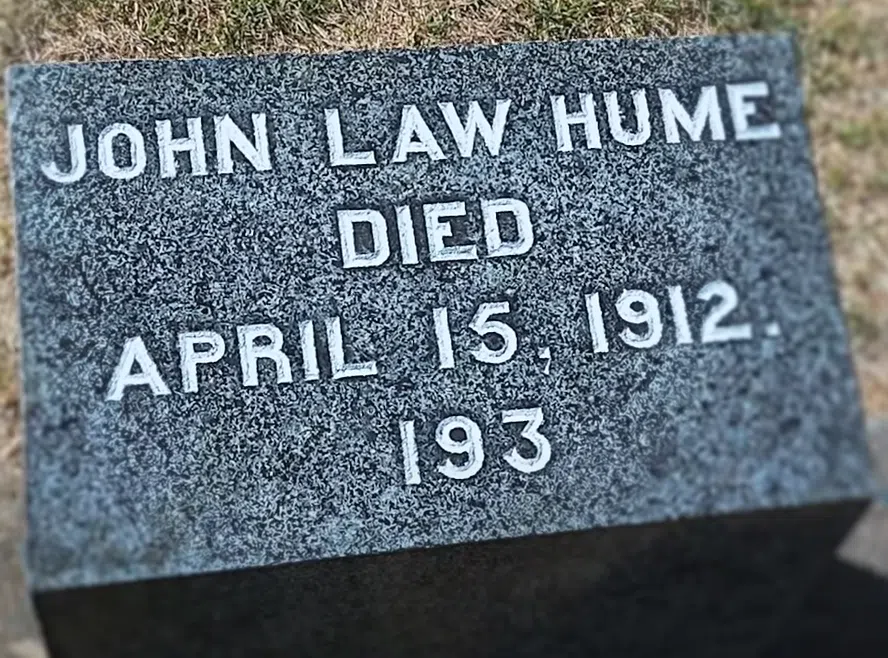 JOHN LAW HUME
DIED
APRIL 15, 1912.
193